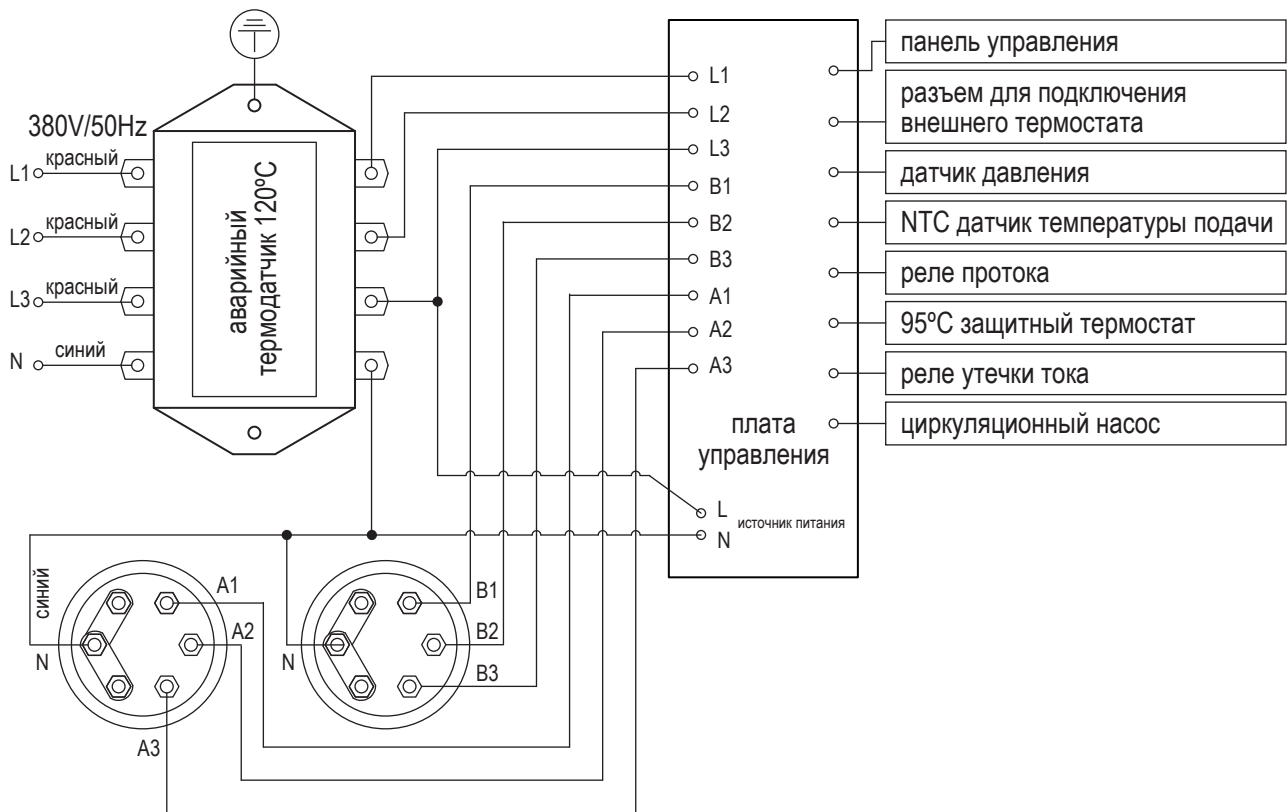 380V/50Hz
L1
красный
L2
красный
L3
красный
N
синий
аварийный
термодатчик 120ºC
L1
L2
L3
B1
B2
B3
A1
A2
A3
плата
управления
L
источник питания
N
панель управления
разъем для подключения
внешнего термостата
датчик давления
NTC датчик температуры подачи
реле протока
95ºC защитный термостат
реле утечки тока
циркуляционный насос
синий
N
A1
A2
A3
N
B1
B2
B3